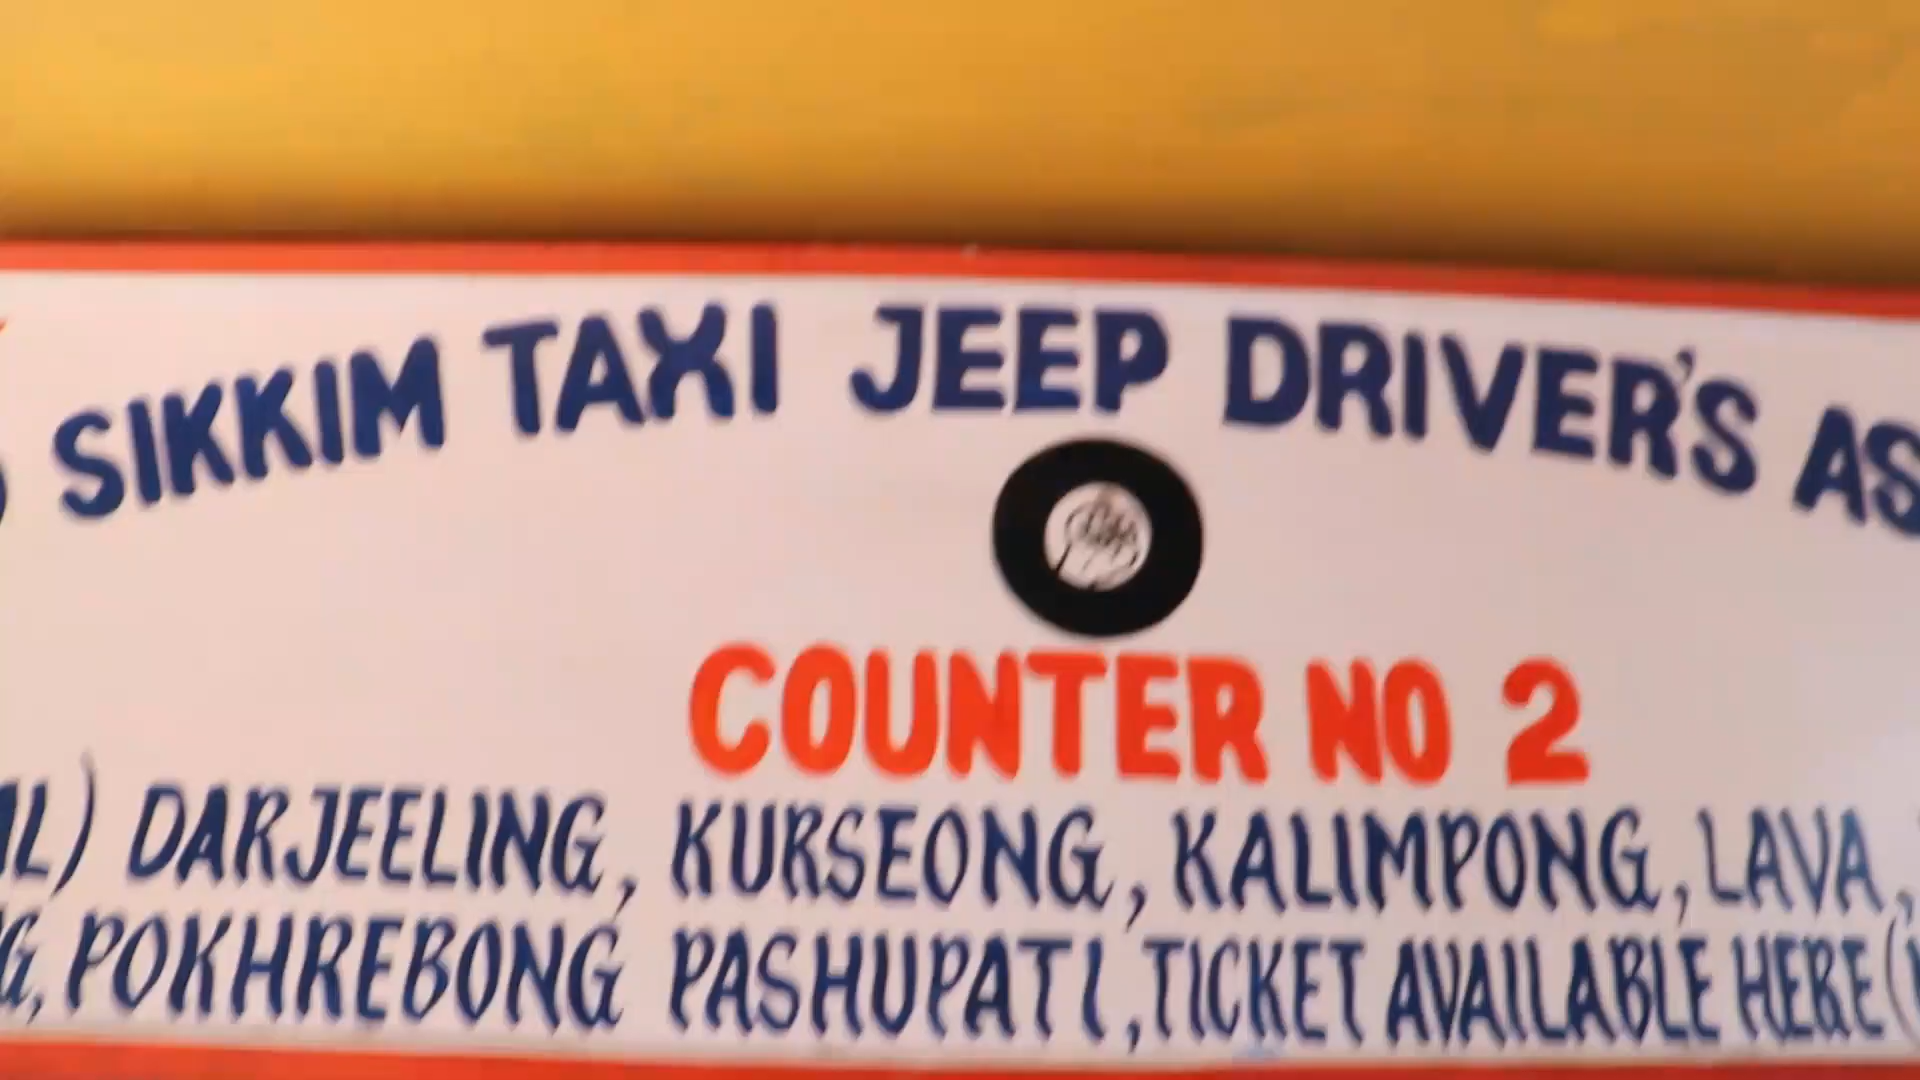 SIKKIM TAXI JEEP DRIVER'S
COUNTER NO 2
DARJEELING, KURSEONG, KALIMPONG, LAVA,
POKHREBONG PASHUPATI, TICKET AVAILABLE HERE